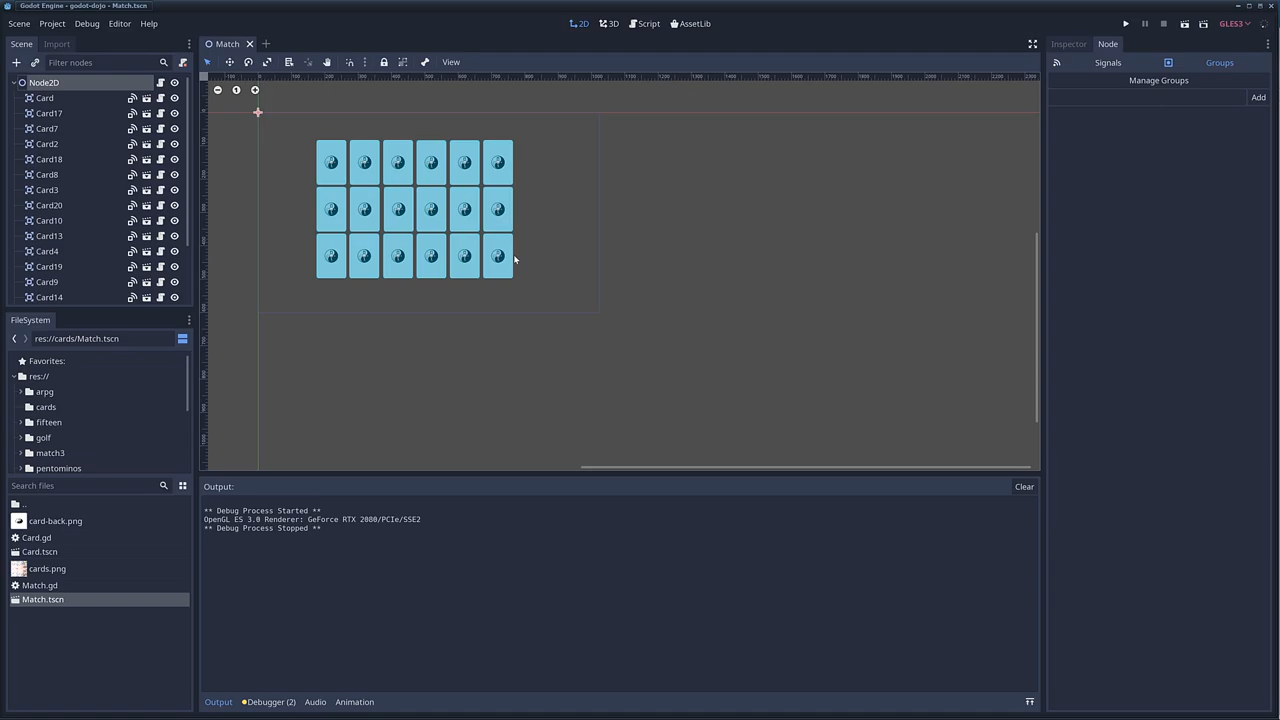 Godot Engine - godot-dojo - Match.tscn
Scene Project Debug Editor Help
2D 3D Script AssetLib
GLES3
Scene Import
Filter nodes
Node2D
Card
Card17
Card7
Card2
Card18
Card8
Card3
Card20
Card10
Card13
Card4
Card19
Card9
Card14
FileSystem
res://cards/Match.tscn
Favorites:
res://
arpg
cards
fifteen
golf
match3
pentominos
Search files
..
card-back.png
Card.gd
Card.tscn
cards.png
Match.gd
Match.tscn
Match
View
Output:
Clear
** Debug Process Started **
OpenGL ES 3.0 Renderer: GeForce RTX 2080/PCIe/SSE2
** Debug Process Stopped **
Output Debugger (2) Audio Animation
Inspector Node
Signals Groups
Manage Groups
Add